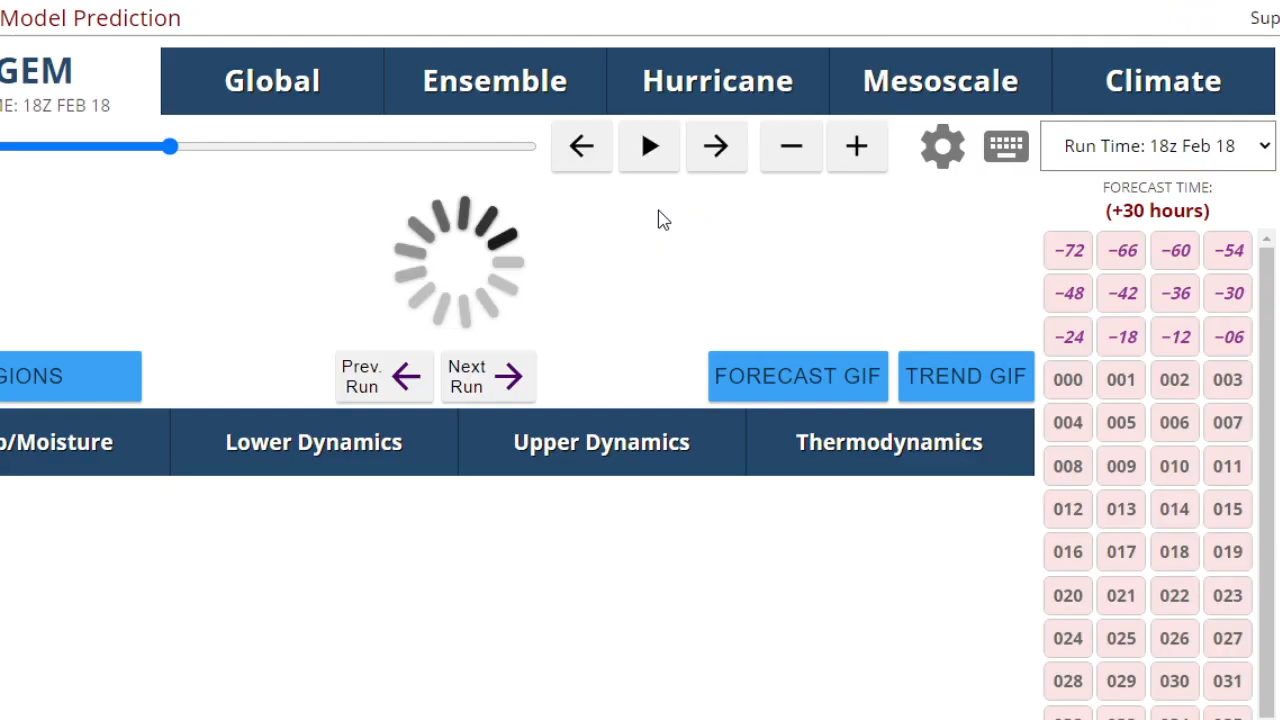 Model Prediction
Sup
GEM
E: 18Z FEB 18
Global Ensemble Hurricane Mesoscale Climate
Run Time: 18z Feb 18
FORECAST TIME:
(+30 hours)
−72 −66 −60 −54
−48 −42 −36 −30
−24 −18 −12 −06
000 001 002 003
004 005 006 007
008 009 010 011
012 013 014 015
016 017 018 019
020 021 022 023
024 025 026 027
028 029 030 031
GIONS
Prev.
Run
Next
Run
FORECAST GIF
TREND GIF
p/Moisture Lower Dynamics Upper Dynamics Thermodynamics